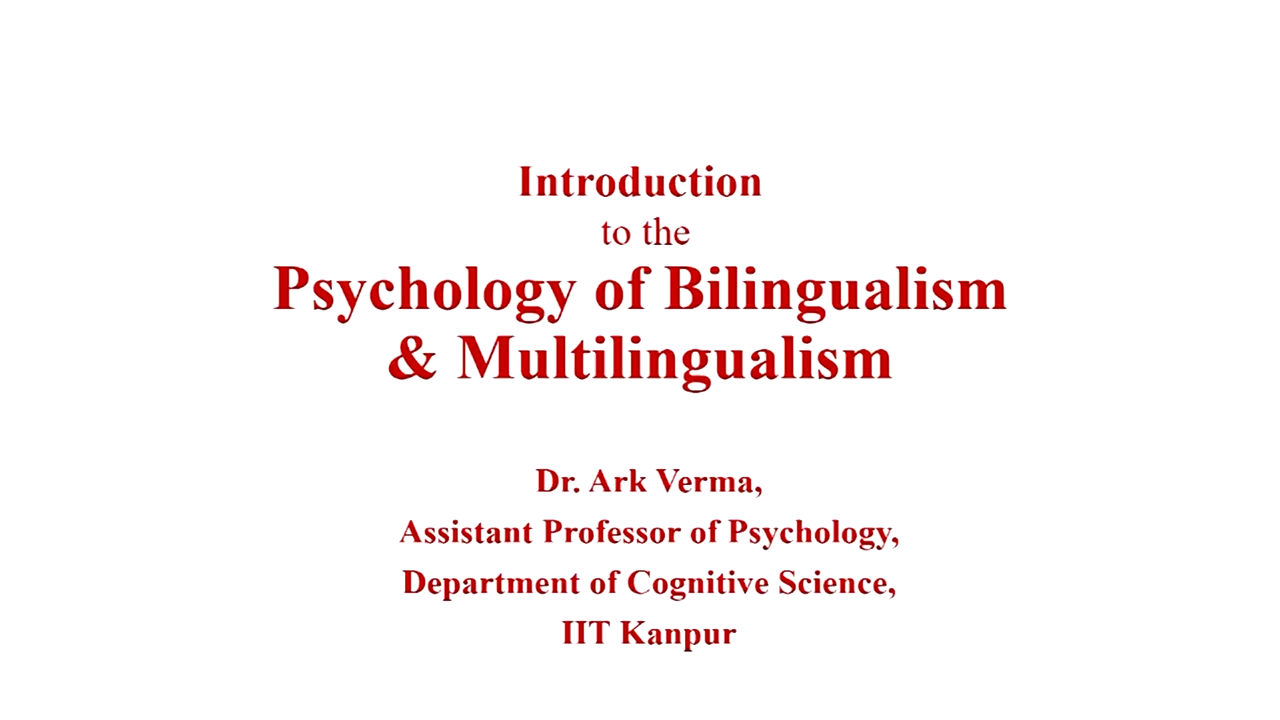 Introduction
to the
Psychology of Bilingualism
& Multilingualism
Dr. Ark Verma,
Assistant Professor of Psychology,
Department of Cognitive Science,
IIT Kanpur